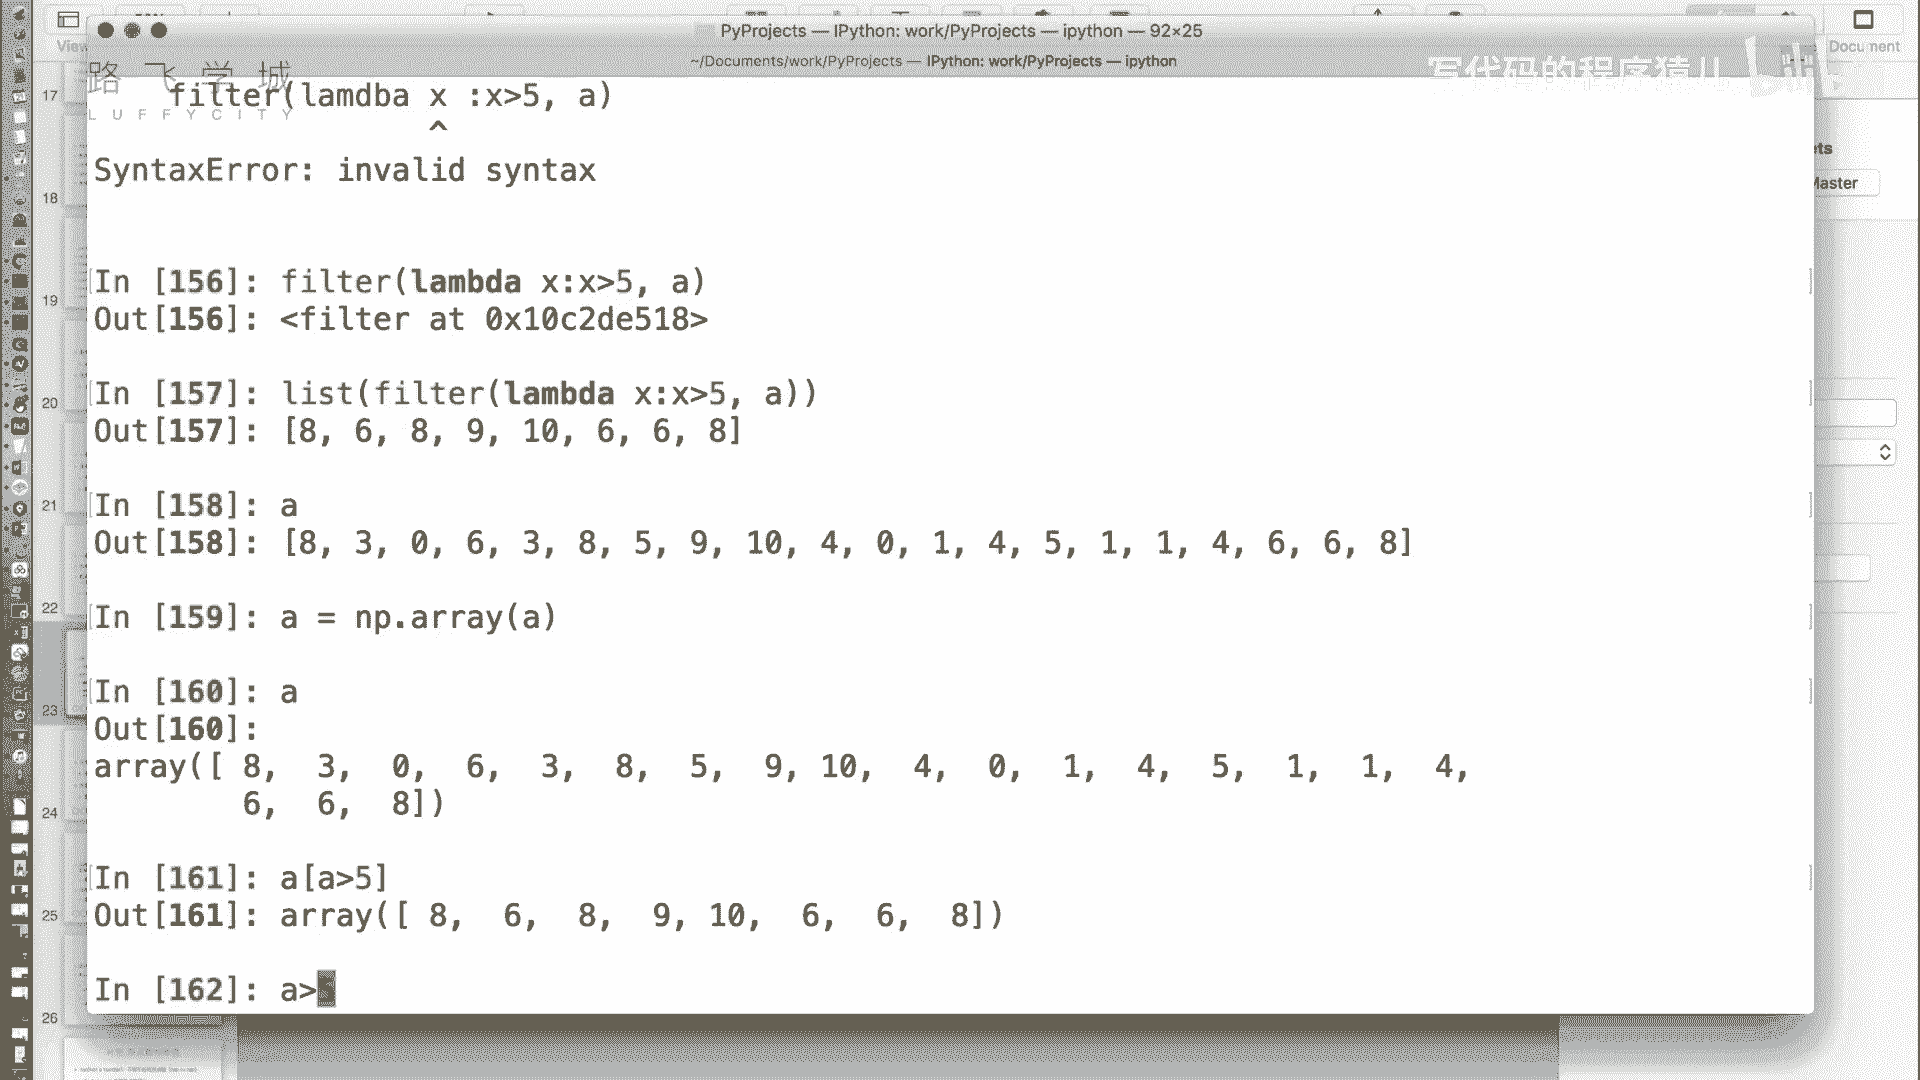 PyProjects — IPython: work/PyProjects — ipython — 92×25
~/Documents/work/PyProjects — IPython: work/PyProjects — ipython
View
Document
路飞学城
LUFFYCITY
写代码的程序猿儿
filter(lamdba x :x>5, a)
^
SyntaxError: invalid syntax
In [156]: filter(lambda x:x>5, a)
Out[156]: <filter at 0x10c2de518>
In [157]: list(filter(lambda x:x>5, a))
Out[157]: [8, 6, 8, 9, 10, 6, 6, 8]
In [158]: a
Out[158]: [8, 3, 0, 6, 3, 8, 5, 9, 10, 4, 0, 1, 4, 5, 1, 1, 4, 6, 6, 8]
In [159]: a = np.array(a)
In [160]: a
Out[160]:
array([ 8, 3, 0, 6, 3, 8, 5, 9, 10, 4, 0, 1, 4, 5, 1, 1, 4,
6, 6, 8])
In [161]: a[a>5]
Out[161]: array([ 8, 6, 8, 9, 10, 6, 6, 8])
In [162]: a>
17
18
19
20
21
22
23
24
25
26
ets
Master